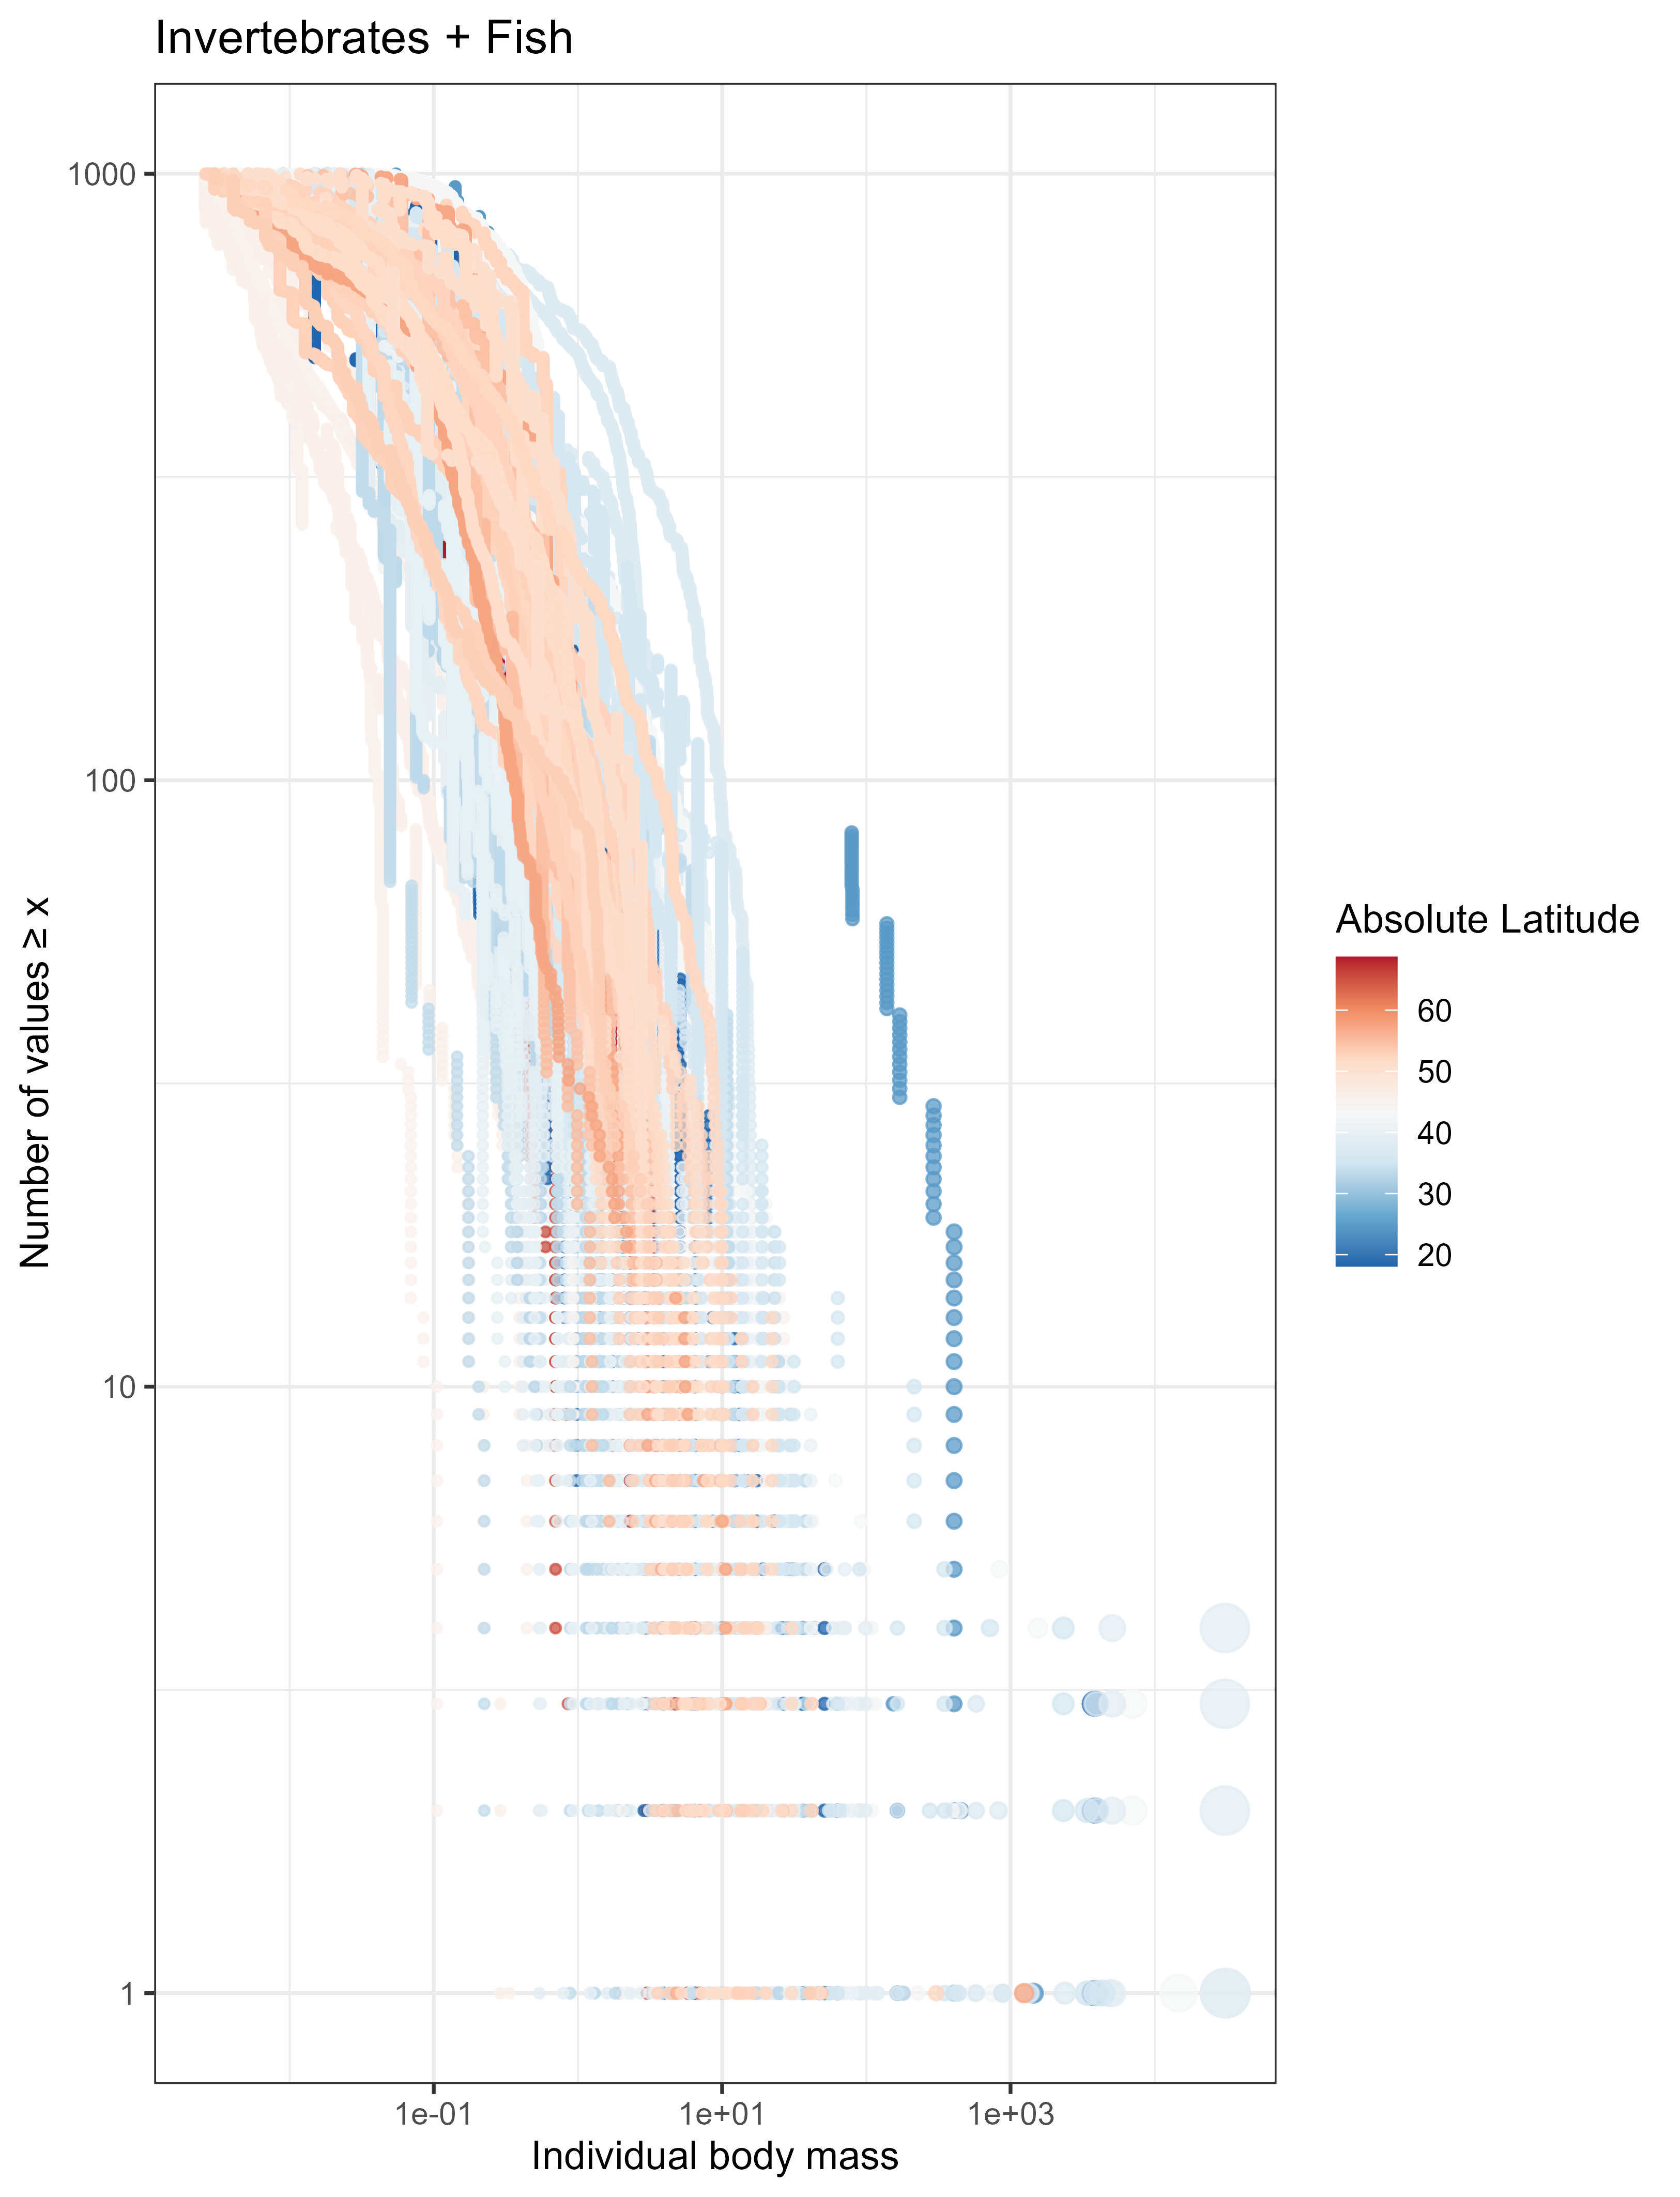 Invertebrates + Fish
1000
100
10
1
Number of values ≥ x
1e-01
1e+01
1e+03
Individual body mass
Absolute Latitude
60
50
40
30
20